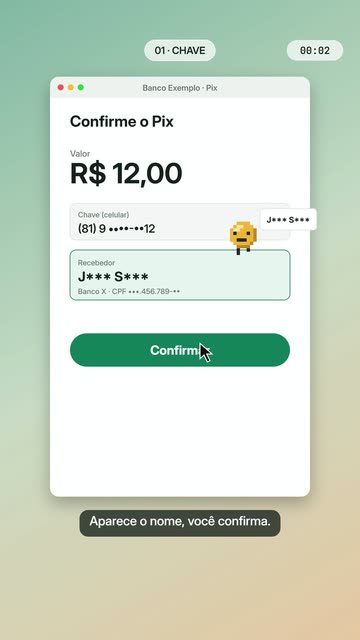 01 · CHAVE
00:02
Banco Exemplo · Pix
Confirme o Pix
Valor
R$ 12,00
Chave (celular)
(81) 9 ••••-••12
J*** S***
Recebedor
J*** S***
Banco X · CPF •••.456.789-••
Confirmar
Aparece o nome, você confirma.